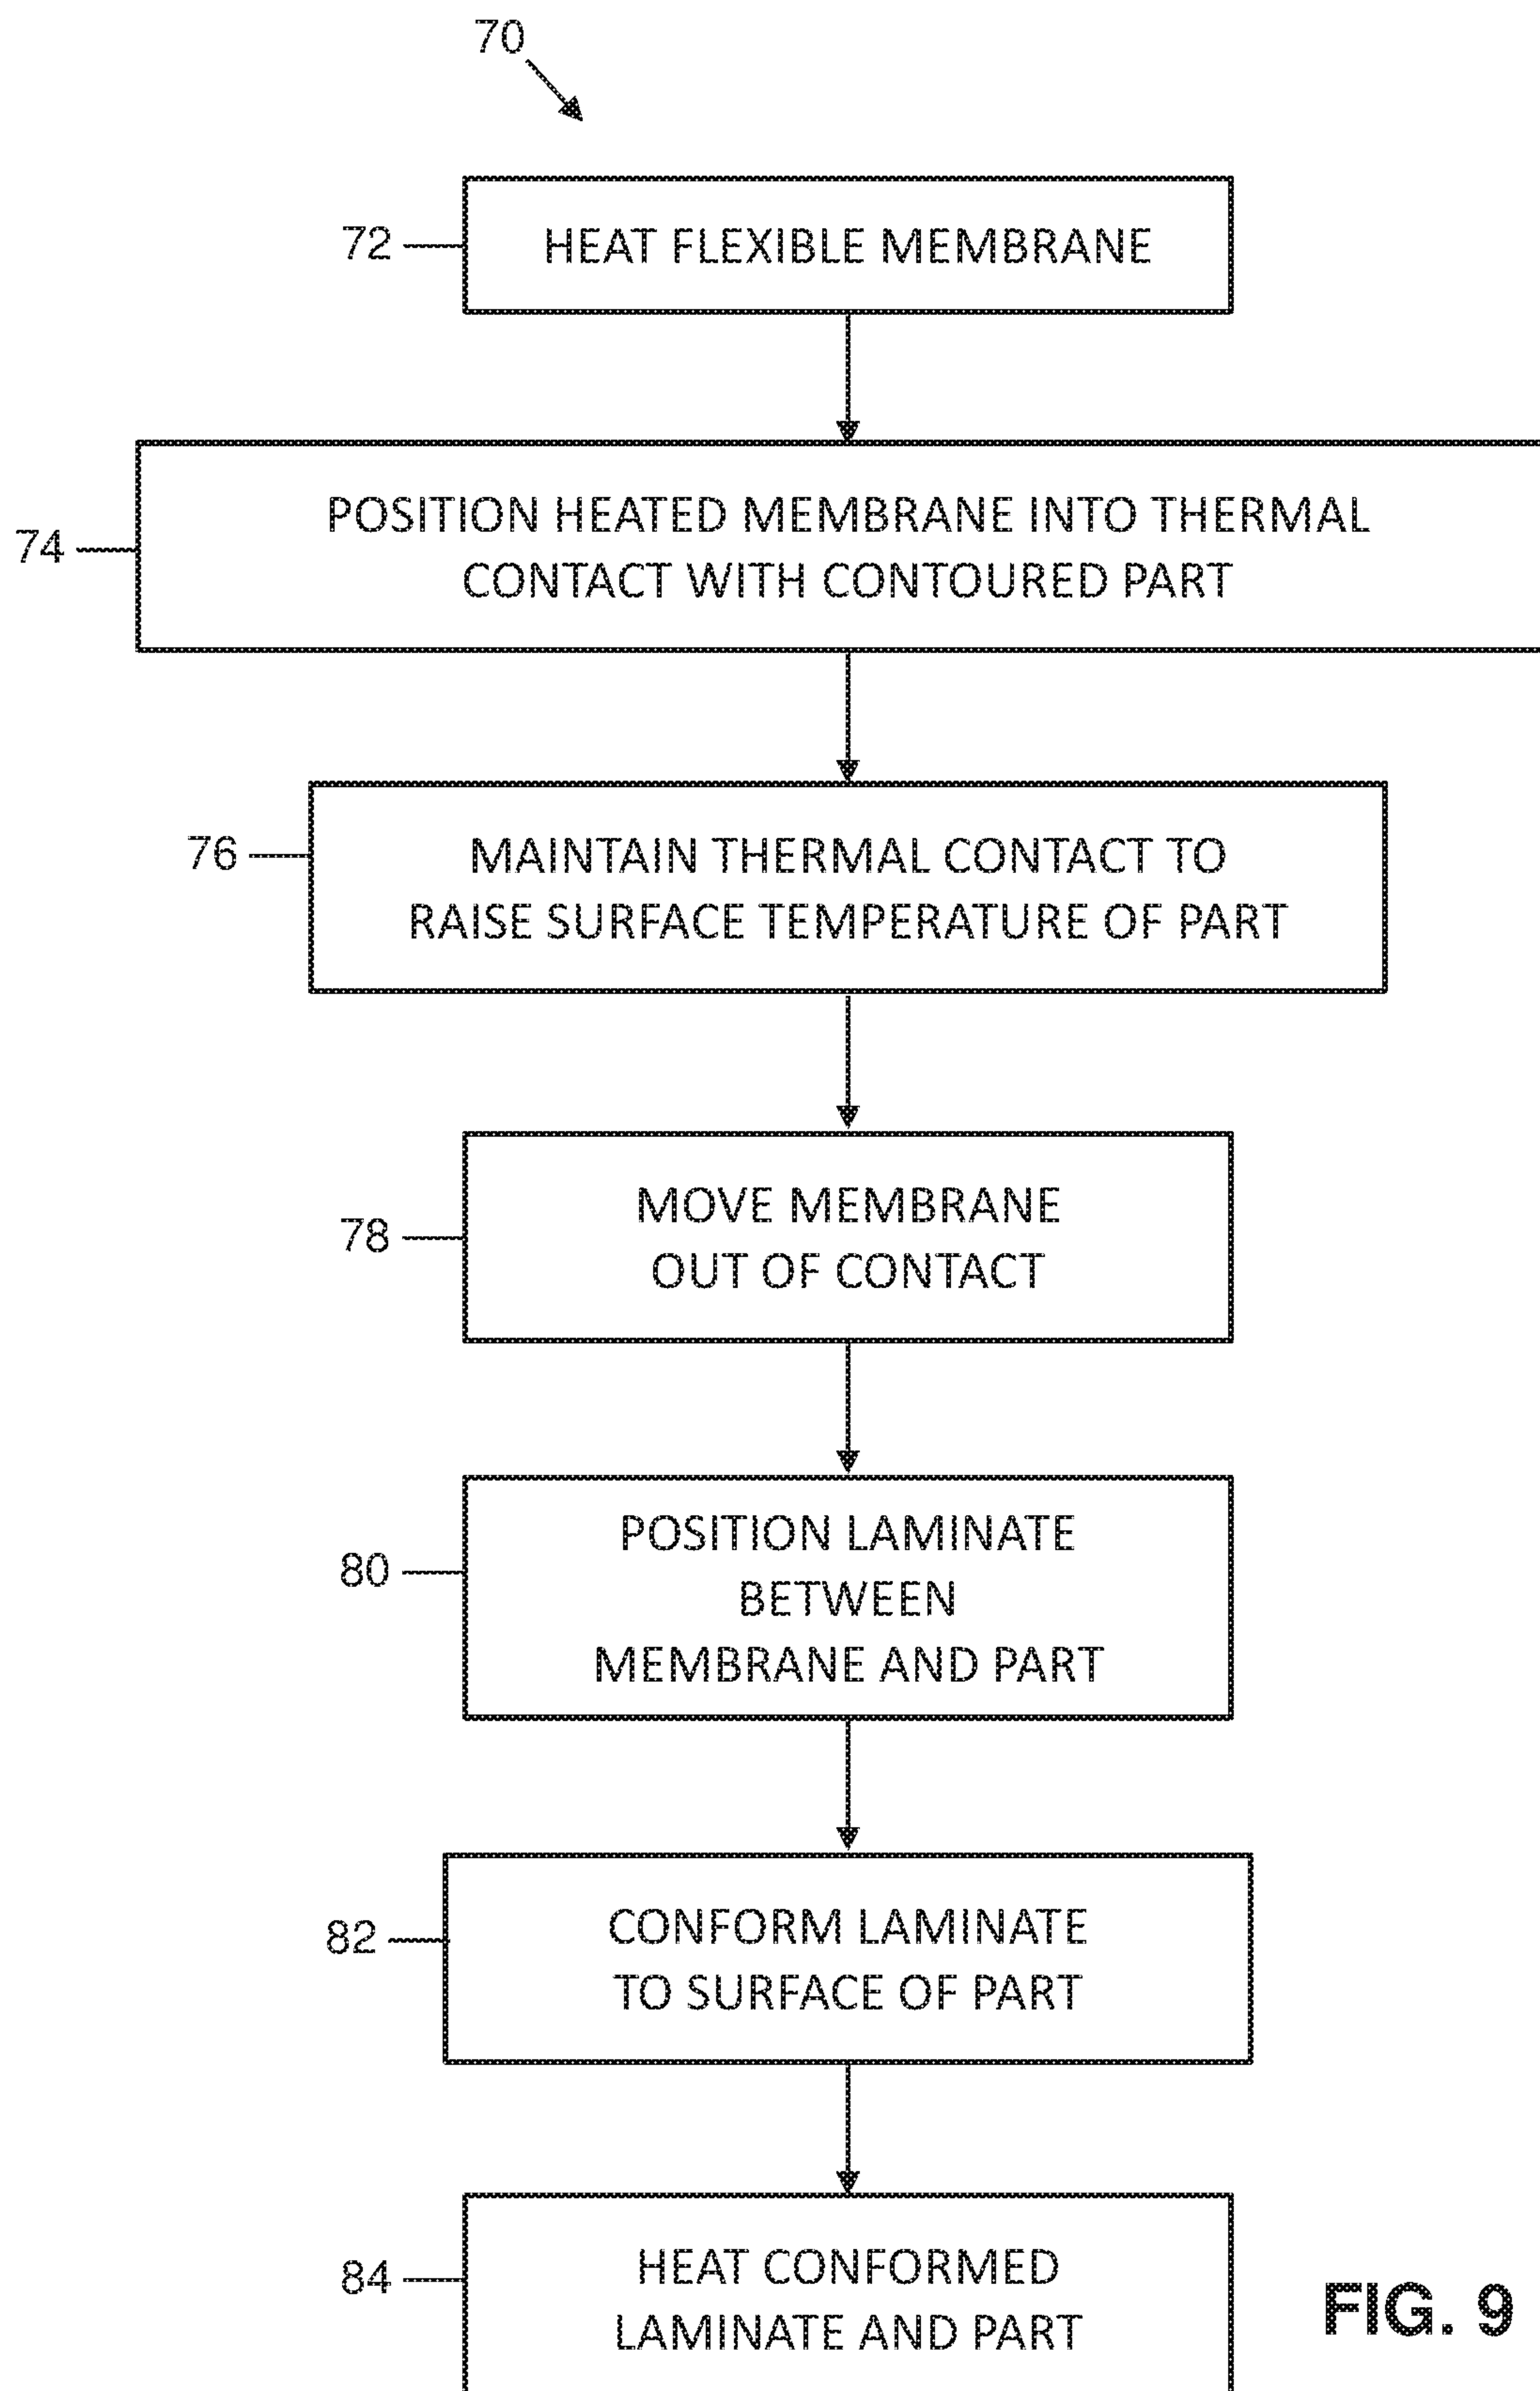 70
72
HEAT FLEXIBLE MEMBRANE
74
POSITION HEATED MEMBRANE INTO THERMAL
CONTACT WITH CONTOURED PART
76
MAINTAIN THERMAL CONTACT TO
RAISE SURFACE TEMPERATURE OF PART
78
MOVE MEMBRANE
OUT OF CONTACT
80
POSITION LAMINATE
BETWEEN
MEMBRANE AND PART
82
CONFORM LAMINATE
TO SURFACE OF PART
84
HEAT CONFORMED
LAMINATE AND PART
FIG. 9